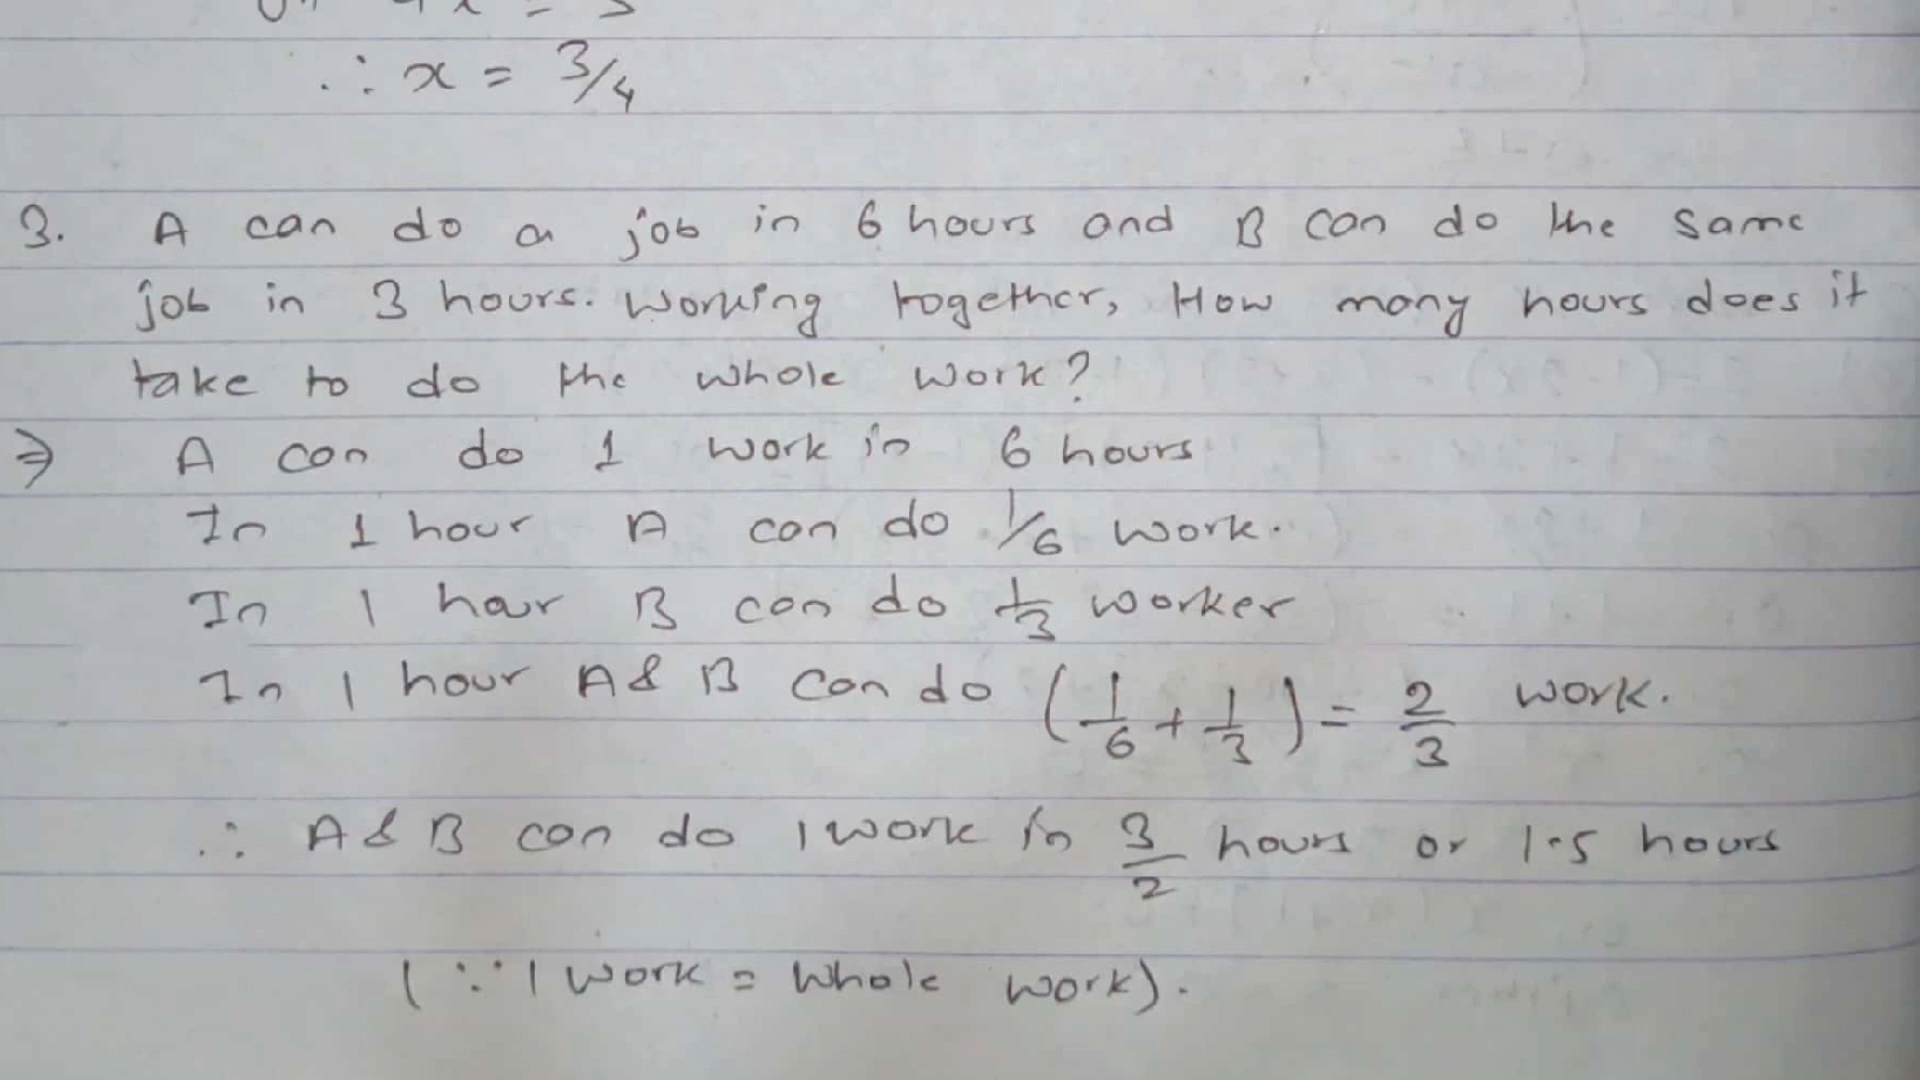 ∴ x = 3/4
3. A can do a job in 6 hours and B can do the same
job in 3 hours. Working together, How many hours does it
take to do the whole work?
⇒ A can do 1 work in 6 hours
In 1 hour A can do 1/6 work.
In 1 hour B can do 1/3 worker
In 1 hour A & B can do (1/6 + 1/3) = 2/3 work.
∴ A & B can do 1 work in 3/2 hours or 1.5 hours
(∵ 1 work = whole work).